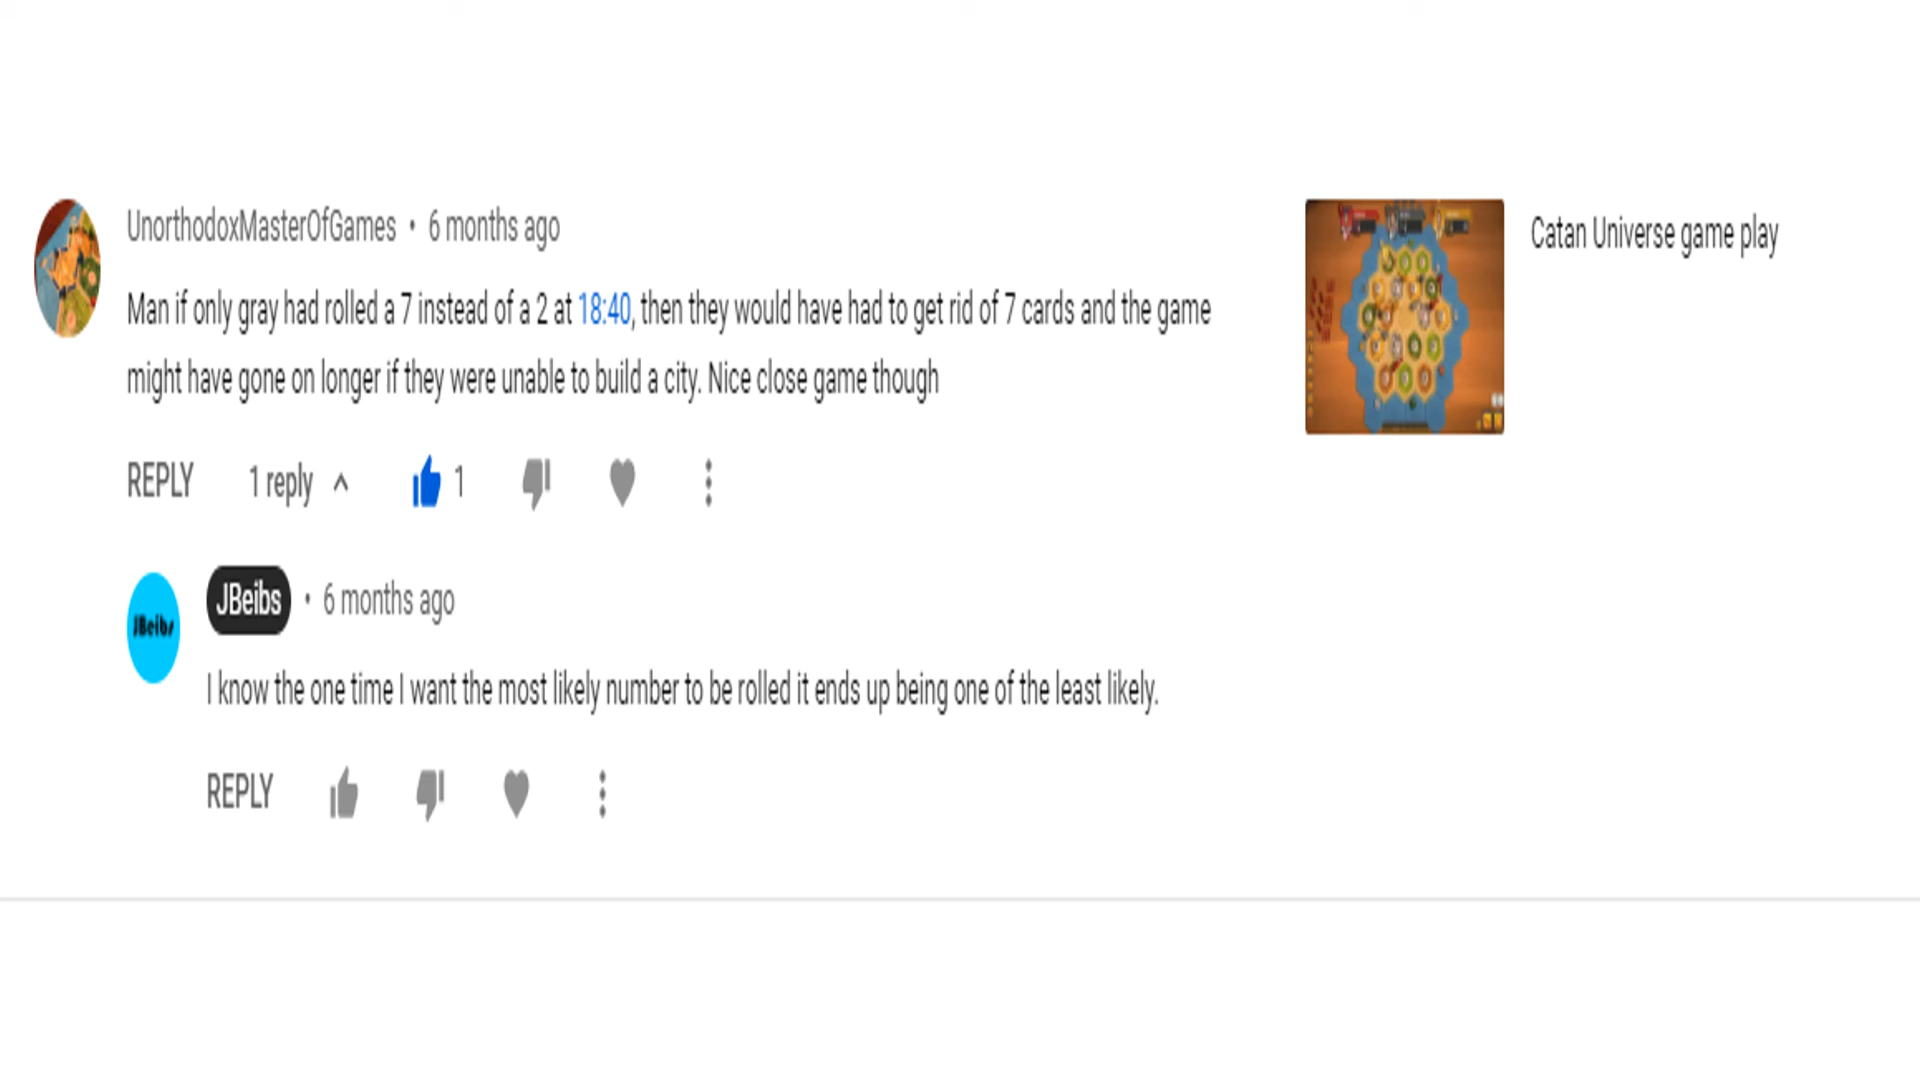 UnorthodoxMasterOfGames • 6 months ago
Man if only gray had rolled a 7 instead of a 2 at 18:40, then they would have had to get rid of 7 cards and the game
might have gone on longer if they were unable to build a city. Nice close game though
REPLY 1 reply 1
Catan Universe game play
JBeibs
JBeibs • 6 months ago
I know the one time I want the most likely number to be rolled it ends up being one of the least likely.
REPLY